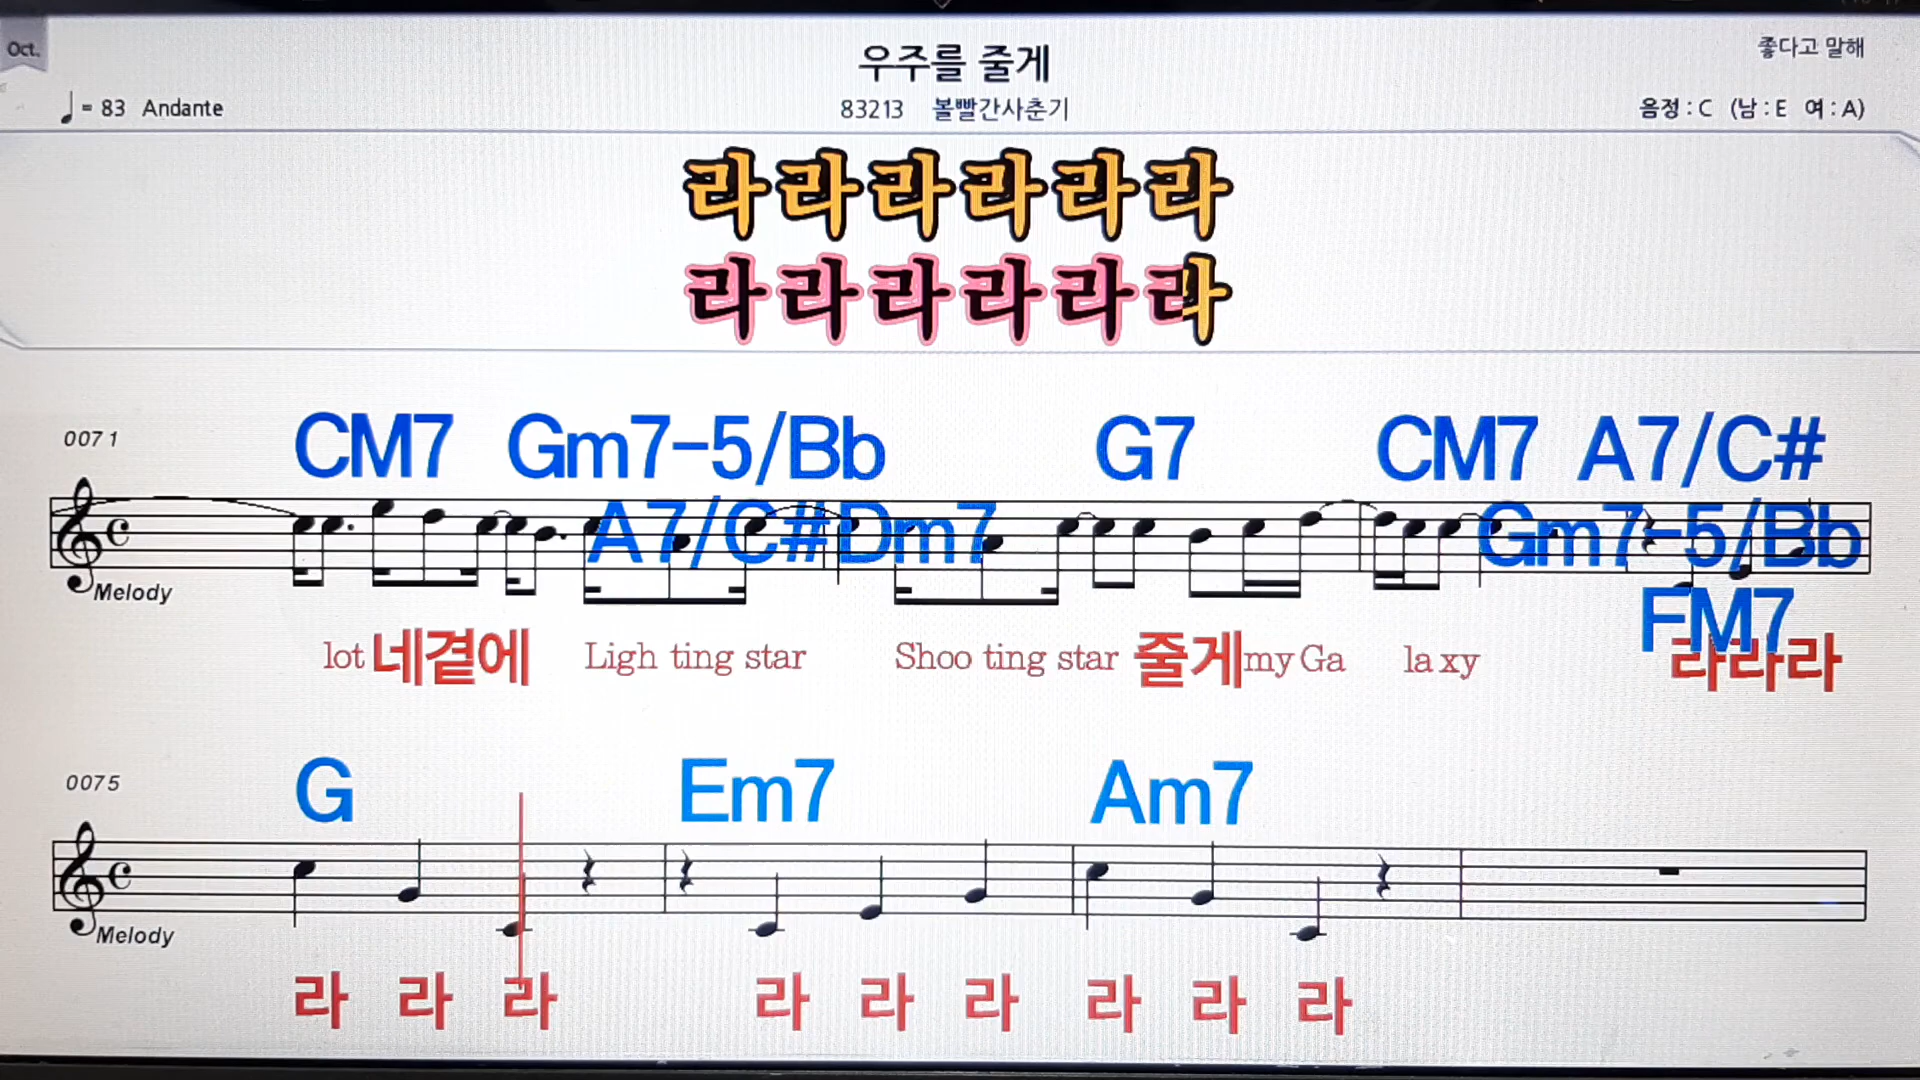 Oct.
우주를 줄게
좋다고 말해
= 83 Andante
83213 볼빨간사춘기
음정 : C (남 : E 여 : A)
라라라라라라
라라라라라라
0071
CM7 Gm7-5/Bb G7 CM7 A7/C#
A7/C# Dm7 Gm7-5/Bb
FM7
Melody
lot 네곁에 Ligh ting star Shoo ting star 줄게 my Ga la xy 라라라
0075
G Em7 Am7
Melody
라 라 라 라 라 라 라 라 라